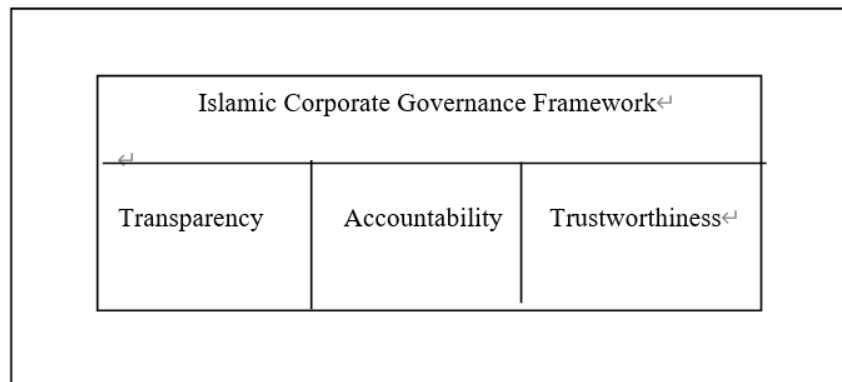 Islamic Corporate Governance Framework
Transparency Accountability Trustworthiness